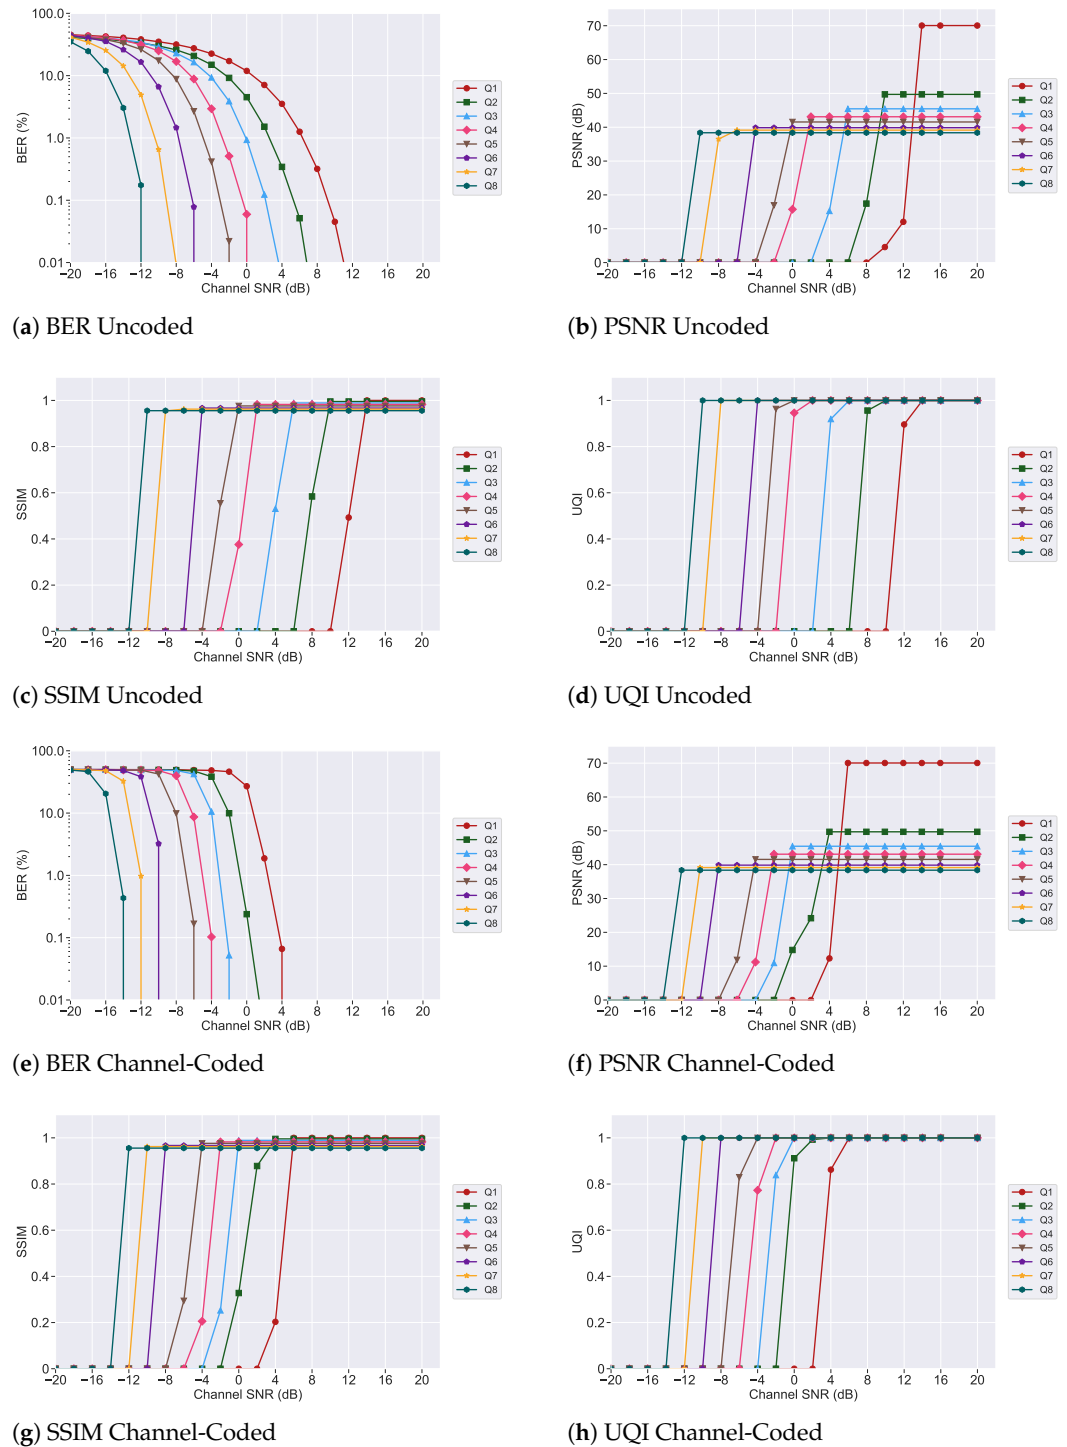 100.0
10.0
1.0
0.1
0.01
BER (%)
−20 −16 −12 −8 −4 0 4 8 12 16 20
Channel SNR (dB)
Q1
Q2
Q3
Q4
Q5
Q6
Q7
Q8
(a) BER Uncoded
70
60
50
40
30
20
10
0
PSNR (dB)
−20 −16 −12 −8 −4 0 4 8 12 16 20
Channel SNR (dB)
Q1
Q2
Q3
Q4
Q5
Q6
Q7
Q8
(b) PSNR Uncoded
1
0.8
0.6
0.4
0.2
0
SSIM
−20 −16 −12 −8 −4 0 4 8 12 16 20
Channel SNR (dB)
Q1
Q2
Q3
Q4
Q5
Q6
Q7
Q8
(c) SSIM Uncoded
1
0.8
0.6
0.4
0.2
0
UQI
−20 −16 −12 −8 −4 0 4 8 12 16 20
Channel SNR (dB)
Q1
Q2
Q3
Q4
Q5
Q6
Q7
Q8
(d) UQI Uncoded
100.0
10.0
1.0
0.1
0.01
BER (%)
−20 −16 −12 −8 −4 0 4 8 12 16 20
Channel SNR (dB)
Q1
Q2
Q3
Q4
Q5
Q6
Q7
Q8
(e) BER Channel-Coded
70
60
50
40
30
20
10
0
PSNR (dB)
−20 −16 −12 −8 −4 0 4 8 12 16 20
Channel SNR (dB)
Q1
Q2
Q3
Q4
Q5
Q6
Q7
Q8
(f) PSNR Channel-Coded
1
0.8
0.6
0.4
0.2
0
SSIM
−20 −16 −12 −8 −4 0 4 8 12 16 20
Channel SNR (dB)
Q1
Q2
Q3
Q4
Q5
Q6
Q7
Q8
(g) SSIM Channel-Coded
1
0.8
0.6
0.4
0.2
0
UQI
−20 −16 −12 −8 −4 0 4 8 12 16 20
Channel SNR (dB)
Q1
Q2
Q3
Q4
Q5
Q6
Q7
Q8
(h) UQI Channel-Coded